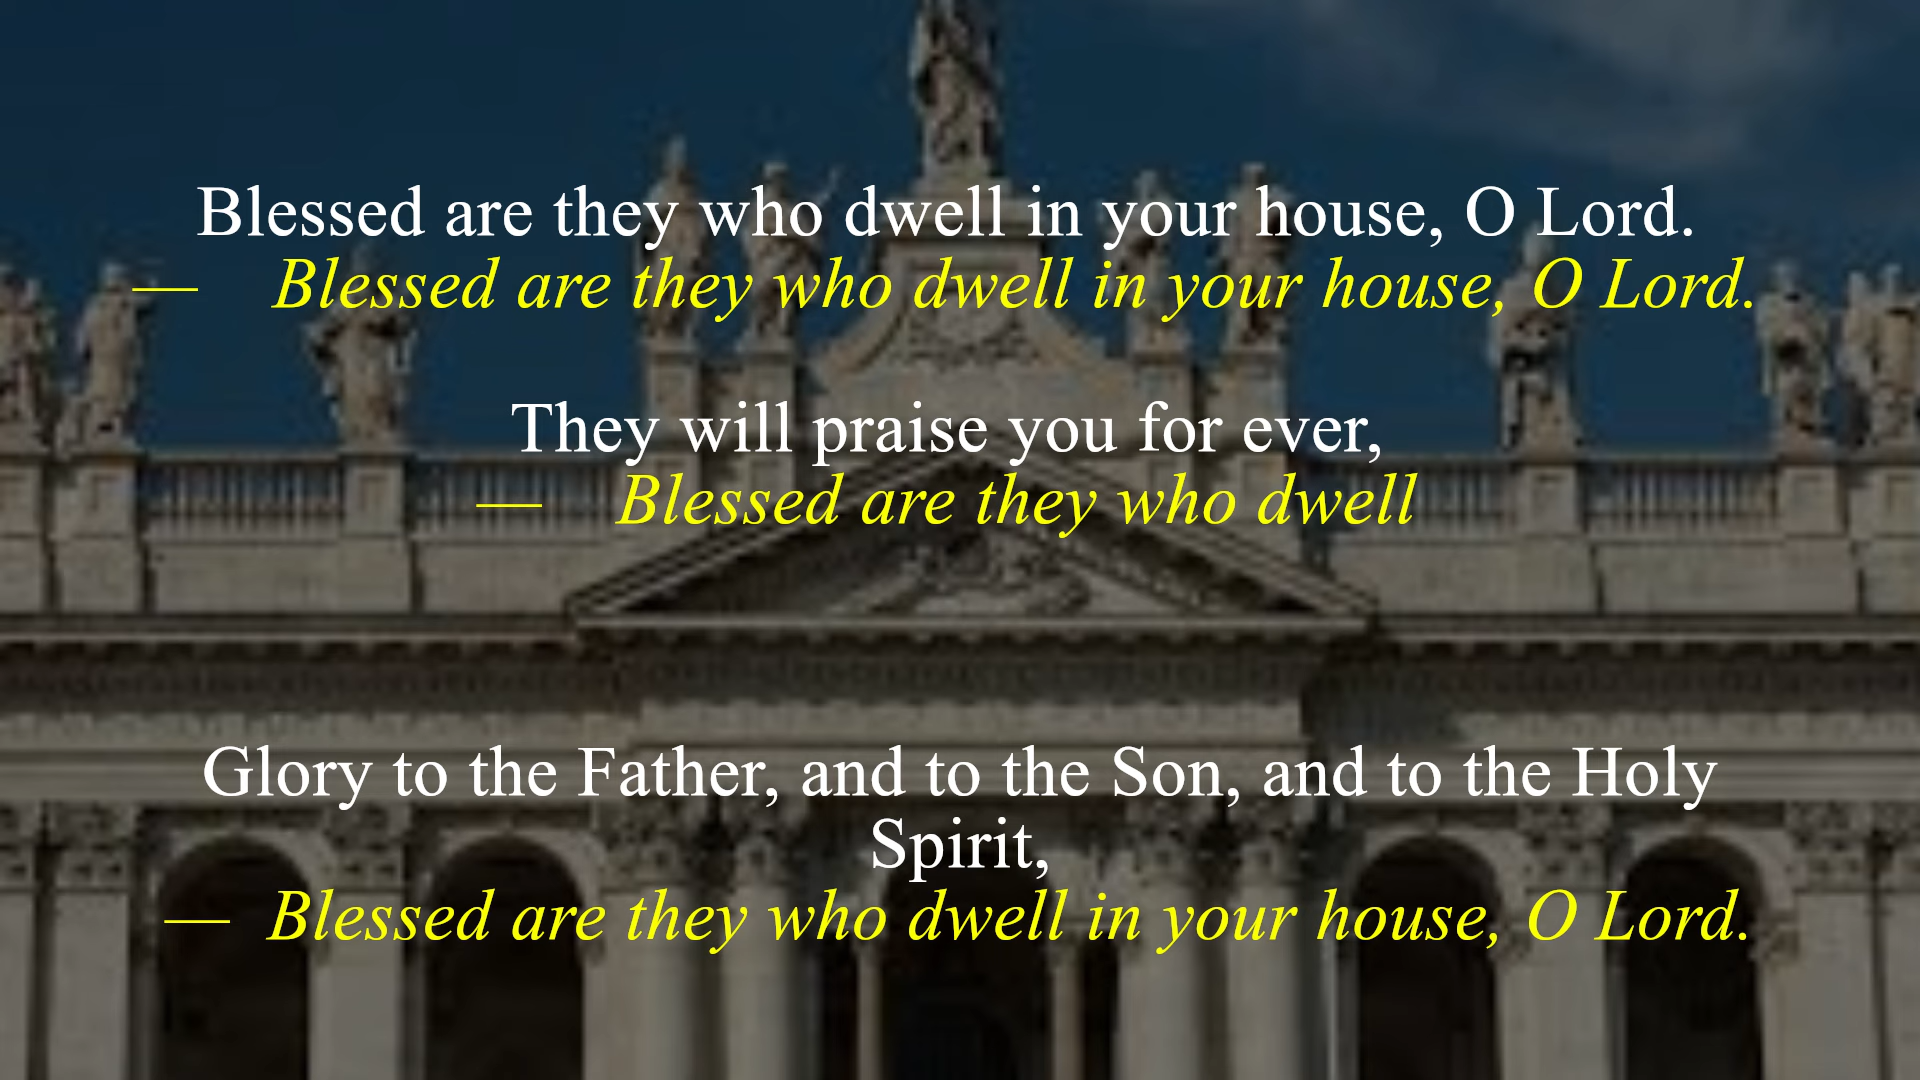 Blessed are they who dwell in your house, O Lord.
— Blessed are they who dwell in your house, O Lord.
They will praise you for ever,
— Blessed are they who dwell
Glory to the Father, and to the Son, and to the Holy
Spirit,
— Blessed are they who dwell in your house, O Lord.